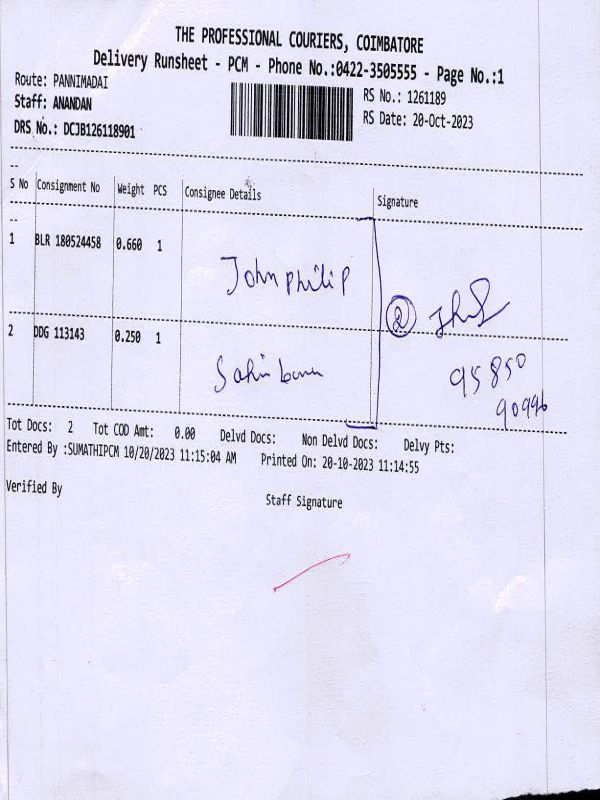 THE PROFESSIONAL COURIERS, COIMBATORE
Delivery Runsheet - PCM - Phone No.:0422-3505555 - Page No.:1
Route: PANNIMADAI
RS No.: 1261189
Staff: ANANDAN
RS Date: 20-Oct-2023
DRS No.: DCJB126118901
--
S No Consignment No Weight PCS Consignee Details Signature
--
1 BLR 180524458 0.660 1 John philip
2 DDG 113143 0.250 1
2
95850
90996
Tot Docs: 2 Tot COD Amt: 0.00 Delvd Docs: Non Delvd Docs: Delvy Pts:
Entered By :SUMATHIPCM 10/20/2023 11:15:04 AM Printed On: 20-10-2023 11:14:55
Verified By
Staff Signature